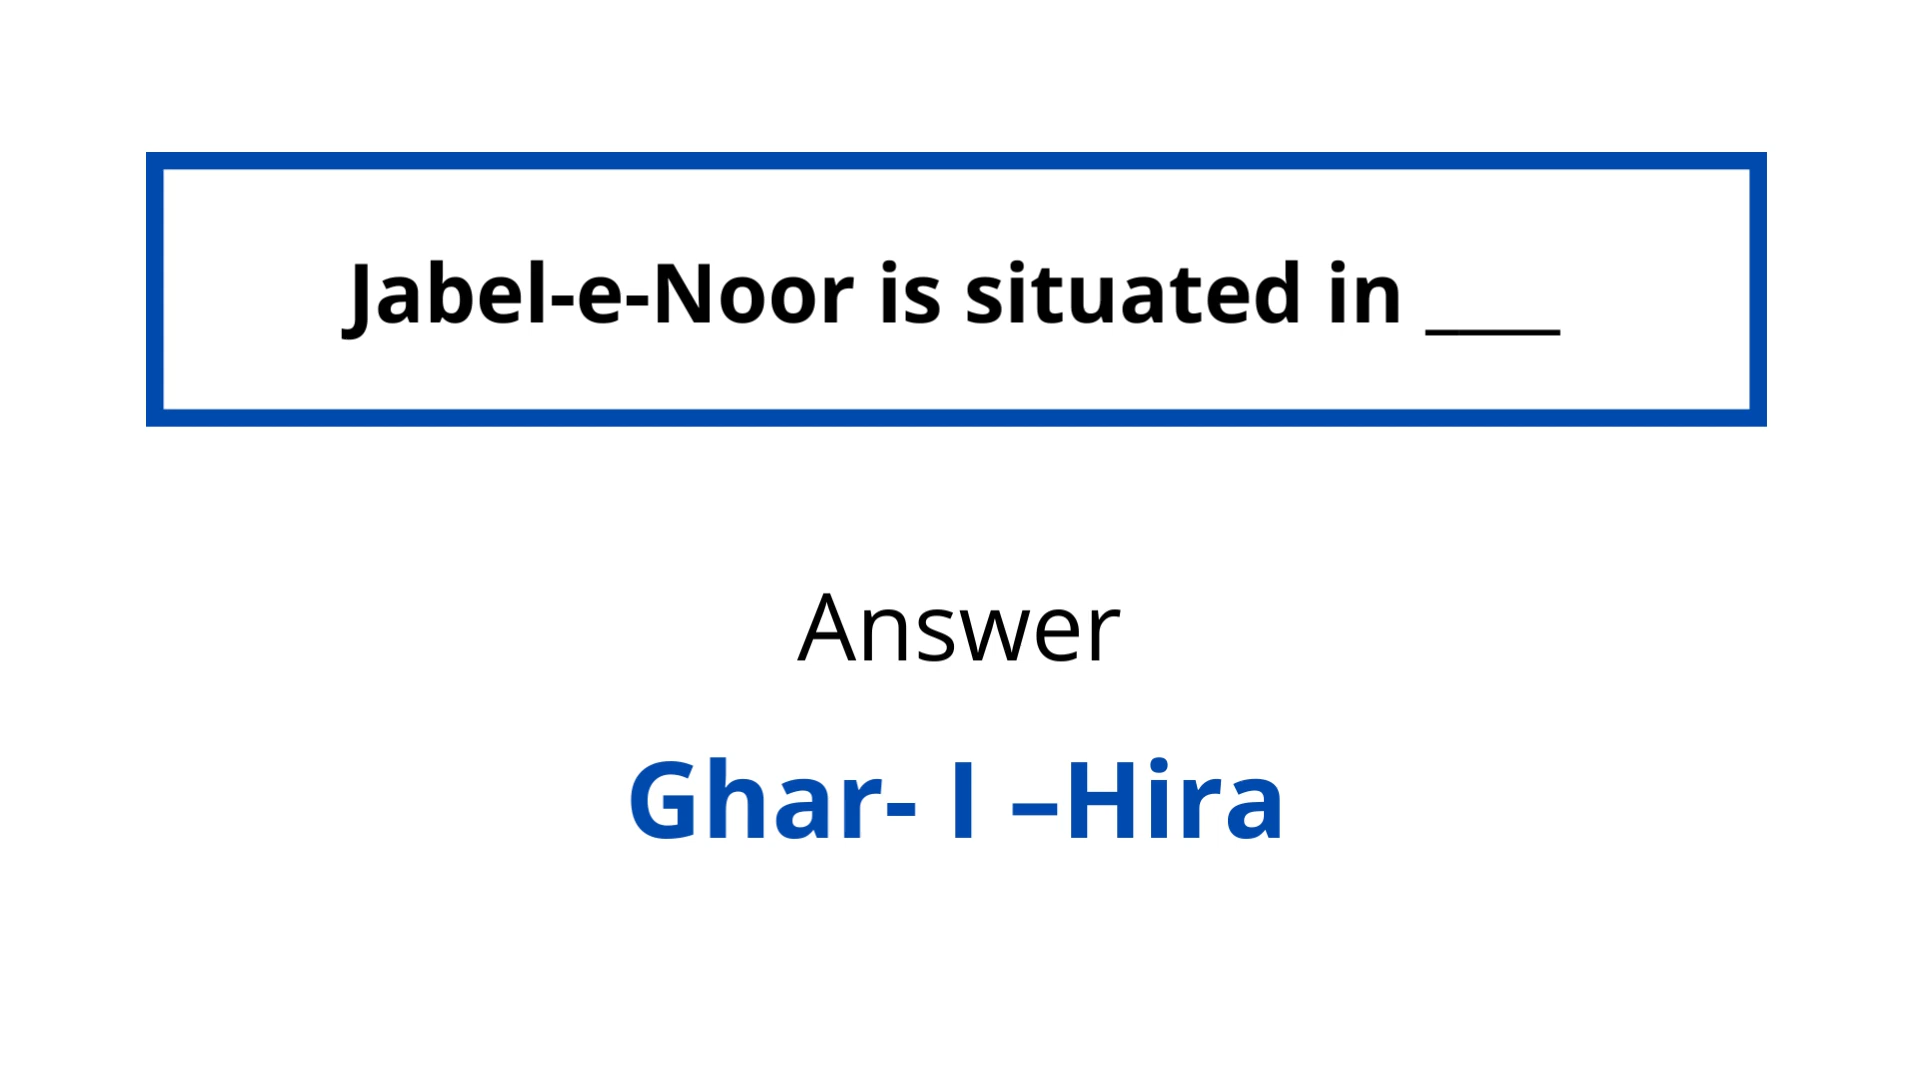 Jabel-e-Noor is situated in ____
Answer
Ghar- I –Hira